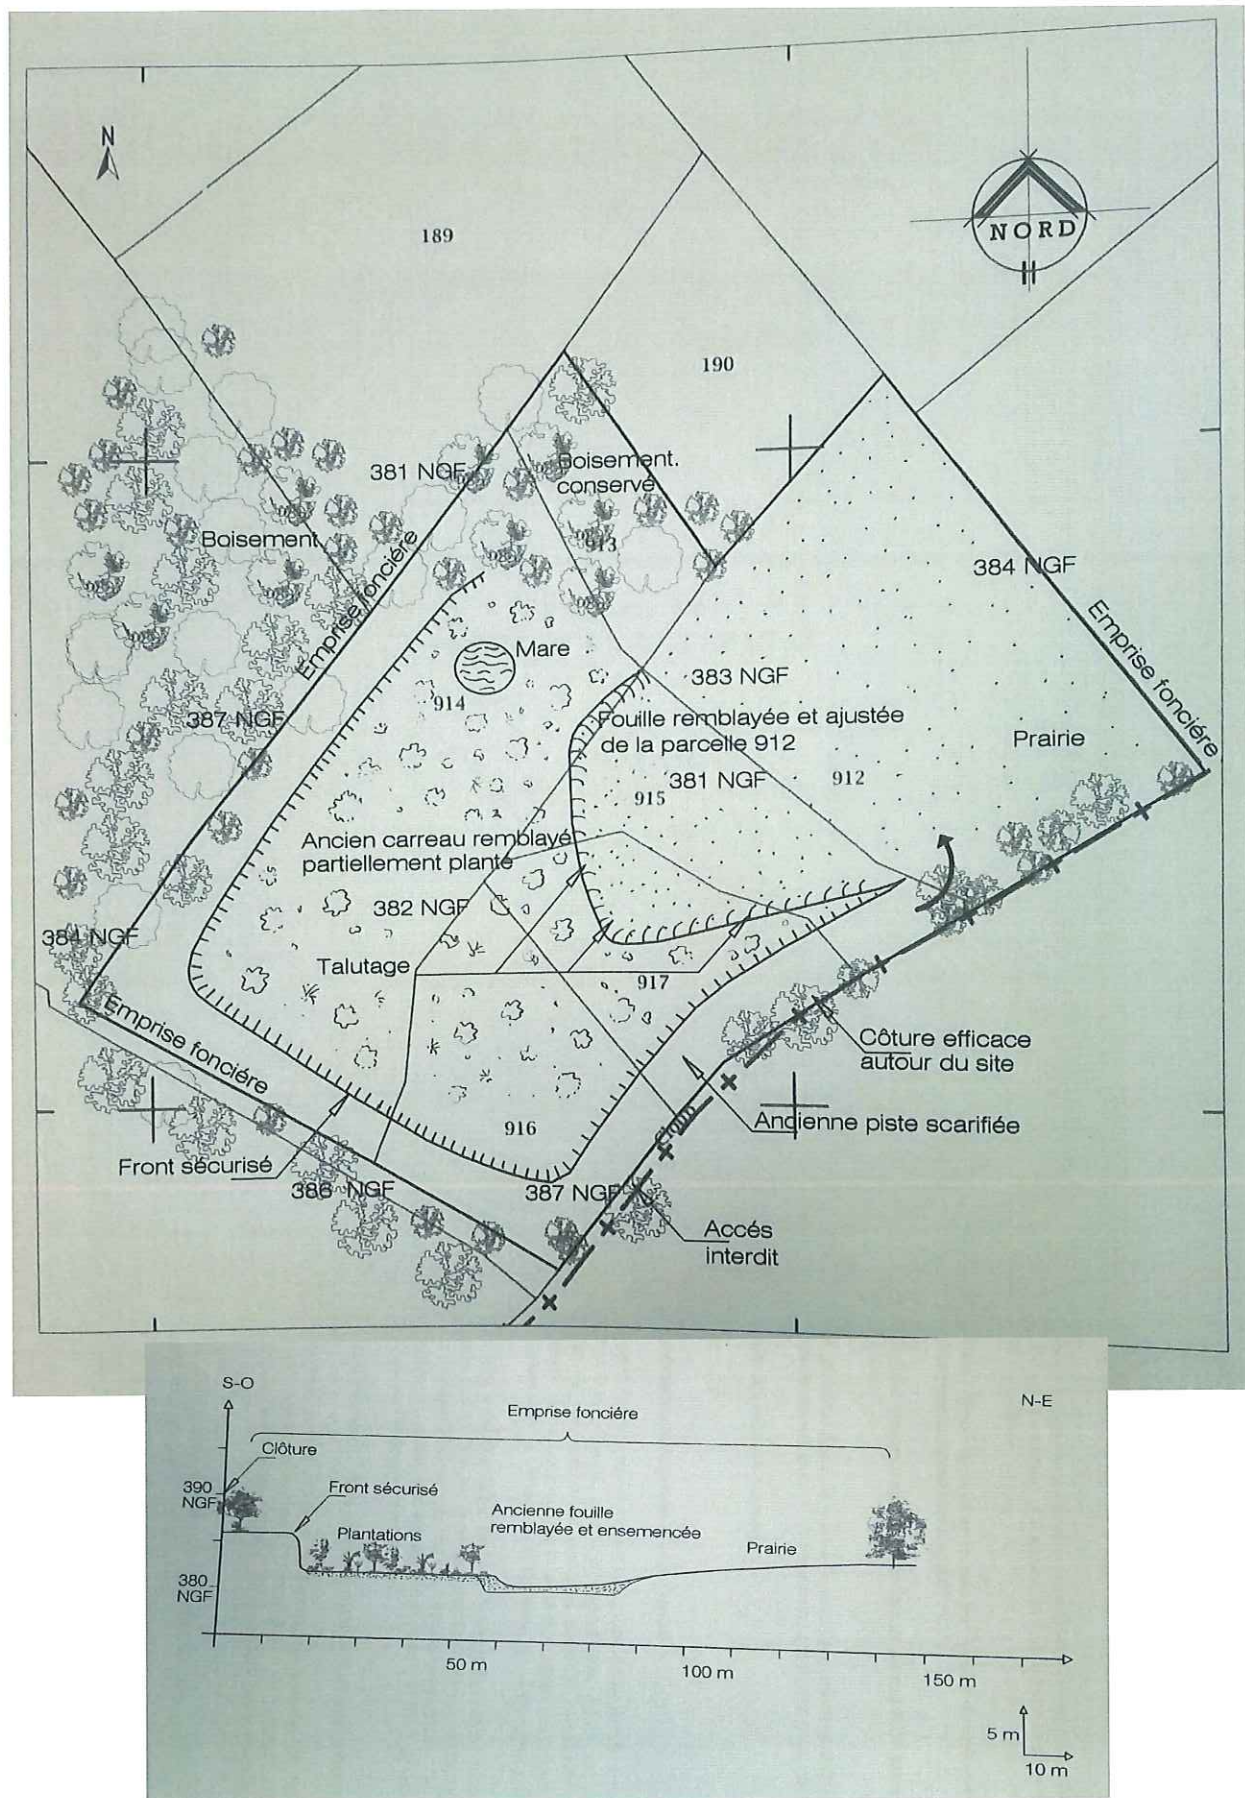 N
NORD
189
190
381 NGF
Boisement.
conservé
913
Boisement
Emprise fonciére
384 NGF
Emprise fonciére
Mare
914
383 NGF
387 NGF
Fouille remblayée et ajustée
de la parcelle 912
Prairie
381 NGF
912
915
Ancien carreau remblayé
partiellement planté
382 NGF
384 NGF
Talutage
917
Emprise fonciére
Côture efficace
autour du site
916
Ancienne piste scarifiée
Front sécurisé
386 NGF
387 NGF
Accés
interdit
S-O
N-E
Emprise fonciére
Clôture
390
NGF
Front sécurisé
Ancienne fouille
remblayée et ensemencée
Plantations
Prairie
380
NGF
50 m
100 m
150 m
5 m
10 m